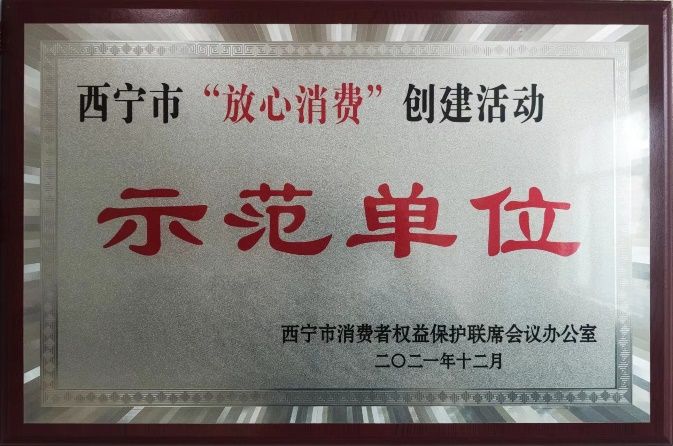 西宁市“放心消费”创建活动
示范单位
西宁市消费者权益保护联席会议办公室
二〇二一年十二月